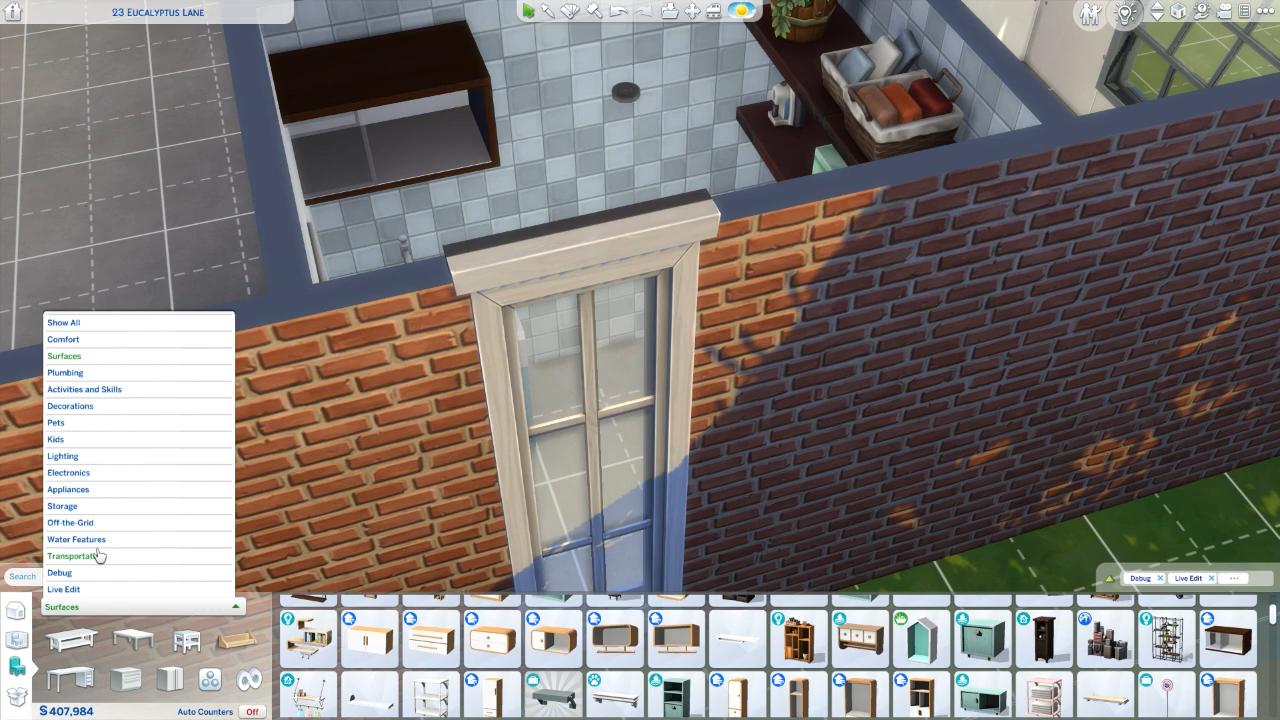 23 EUCALYPTUS LANE
Show All
Comfort
Surfaces
Plumbing
Activities and Skills
Decorations
Pets
Kids
Lighting
Electronics
Appliances
Storage
Off-the-Grid
Water Features
Debug
Live Edit
Search
Surfaces
Debug
Live Edit
§407,984
Auto Counters Off